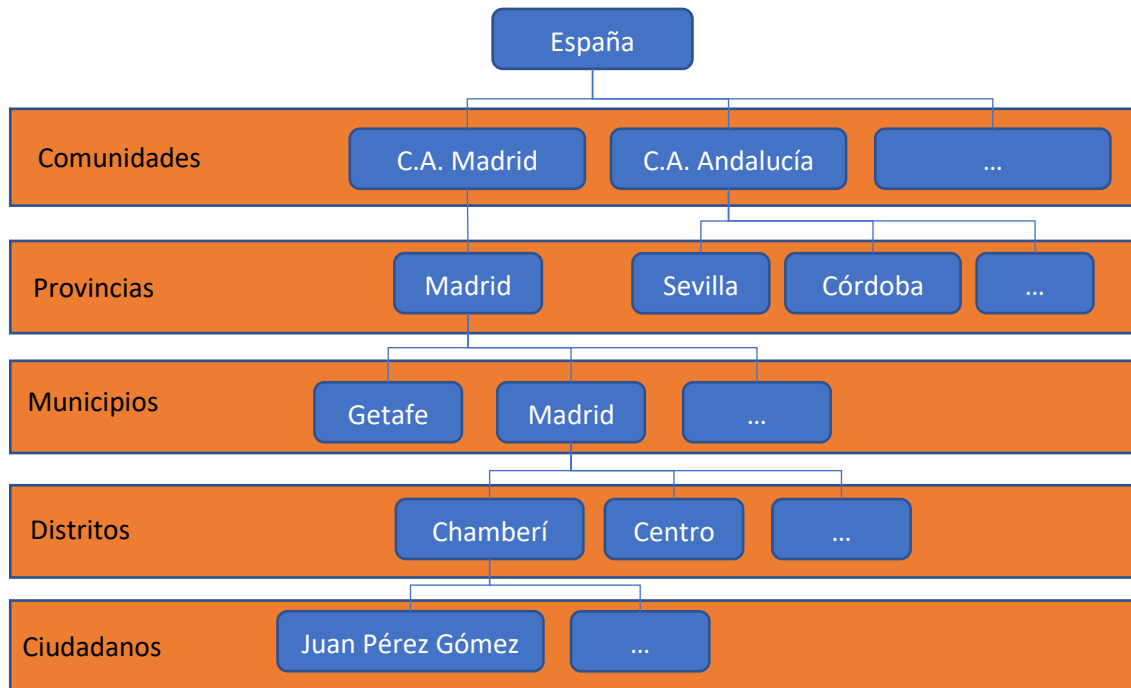 España
Comunidades
C.A. Madrid
C.A. Andalucía
...
Provincias
Madrid
Sevilla
Córdoba
...
Municipios
Getafe
Madrid
...
Distritos
Chamberí
Centro
...
Ciudadanos
Juan Pérez Gómez
...